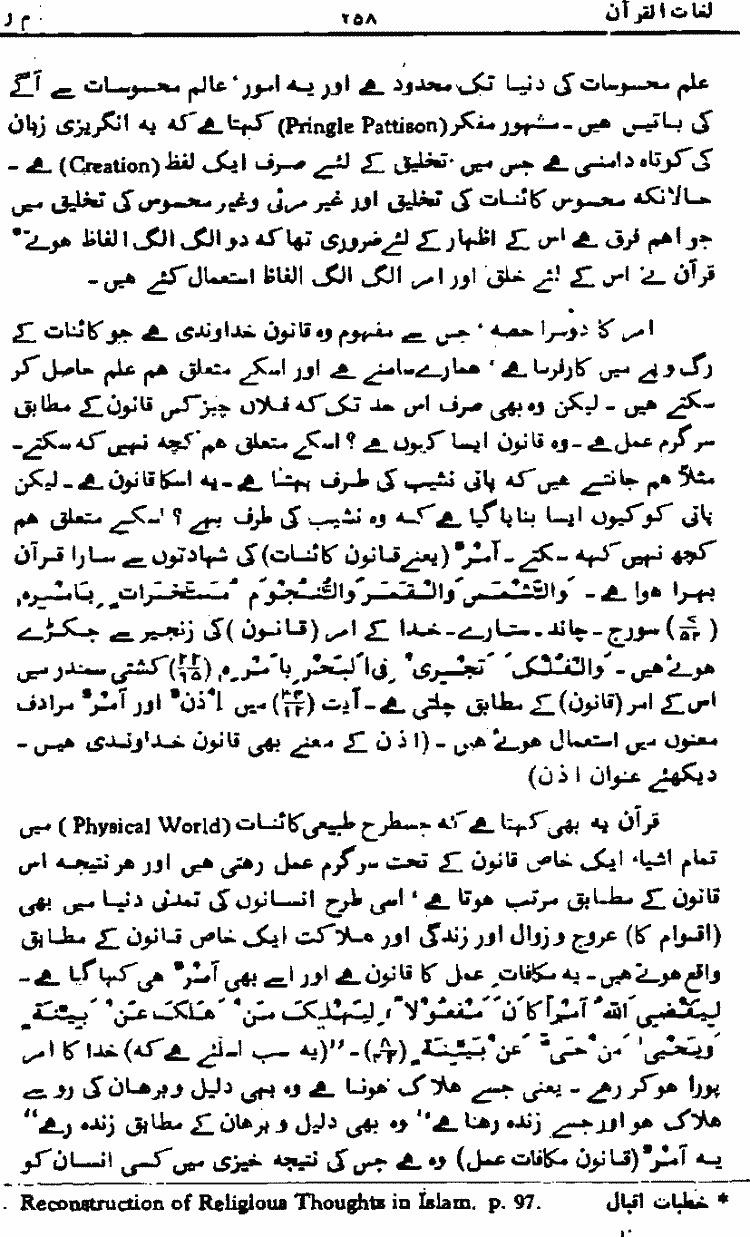 لغات القرآن ۲۵۸ م ر
علم محسوسات کی دنیا تک محدود ہے اور یہ امور، عالم محسوسات سے آگے
کی باتیں ہیں ۔ مشہور مفکر (Pringle Pattison) کہتا ہے کہ یہ انگریزی زبان
کی کوتاہ دامنی ہے جس میں تخلیق کے لئے صرف ایک لفظ (Creation) ہے ۔
حالانکہ محسوس کائنات کی تخلیق اور غیر مرئی وغیر محسوس کی تخلیق میں
جو اہم فرق ہے اس کے اظہار کے لئے ضروری تھا کہ دو الگ الگ الفاظ ہوتے*
قرآن نے اس کے لئے خلق اور امر الگ الگ الفاظ استعمال کئے ہیں ۔
امر کا دوسرا حصہ، جس سے مفہوم وہ قانون خداوندی ہے جو کائنات کے
رگ و پے میں کارفرما ہے، ہمارے سامنے ہے اور اسکے متعلق ہم علم حاصل کر
سکتے ہیں ۔ لیکن وہ بھی صرف اس حد تک کہ فلاں چیز کس قانون کے مطابق
سرگرم عمل ہے ۔ وہ قانون ایسا کیوں ہے ؟ اسکے متعلق ہم کچھ نہیں کہ سکتے ۔
مثلاً ہم جانتے ہیں کہ پانی نشیب کی طرف بہتا ہے ۔ یہ اسکا قانون ہے ۔ لیکن
پانی کو کیوں ایسا بنایا گیا ہے کہ وہ نشیب کی طرف بہے ؟ اسکے متعلق ہم
کچھ نہیں کہہ سکتے ۔ اَمْرٌ (یعنی قانون کائنات) کی شہادتوں سے سارا قرآن
بھرا ہوا ہے ۔ وَالشَّمْسَ وَالْقَمَرَ وَالنُّجُوْمَ مُسَخَّرَاتٍ بِاَمْرِہٖ
(۷/۵۴) سورج ۔ چاند ۔ ستارے ۔ خدا کے امر (قانون) کی زنجیر سے جکڑے
ہوئے ہیں ۔ وَالْفُلْکَ تَجْرِیْ فِی الْبَحْرِ بِاَمْرِہٖ (۲۲/۶۵) کشتی سمندر میں
اس کے امر (قانون) کے مطابق چلتی ہے ۔ آیت (۳۴/۱۲) میں اِذْنٌ اور اَمْرٌ مرادف
معنوں میں استعمال ہوئے ہیں ۔ (اذن کے معنے بھی قانون خداوندی ہیں ۔
دیکھئے عنوان اذن)
قرآن یہ بھی کہتا ہے کہ جسطرح طبیعی کائنات (Physical World) میں
تمام اشیاء ایک خاص قانون کے تحت سرگرم عمل رہتی ہیں اور ہر نتیجہ اس
قانون کے مطابق مرتب ہوتا ہے، اسی طرح انسانوں کی تمدنی دنیا میں بھی
(اقوام کا) عروج و زوال اور زندگی اور ہلاکت ایک خاص قانون کے مطابق
واقع ہوتے ہیں ۔ یہ مکافات عمل کا قانون ہے اور اسے بھی اَمْرٌ ہی کہا گیا ہے ۔
لِیَقْضِیَ اللہُ اَمْراً کَانَ مَفْعُوْلاً، لِیَہْلِکَ مَنْ ہَلَکَ عَنْ بَیِّنَةٍ
وَیَحْیٰی مَنْ حَیَّ عَنْ بَیِّنَةٍ (۸/۴۲) ۔ ”(یہ سب اسلئے ہے کہ) خدا کا امر
پورا ہو کر رہے ۔ یعنی جسے ہلاک ہونا ہے وہ بھی دلیل و برہان کی رو سے
ہلاک ہو اور جسے زندہ رہنا ہے“ وہ بھی دلیل و برہان کے مطابق زندہ رہے“
یہ اَمْرٌ (قانون مکافات عمل) وہ ہے جس کی نتیجہ خیزی میں کسی انسان کو
* خطبات اقبال Reconstruction of Religious Thoughts in Islam. p. 97.